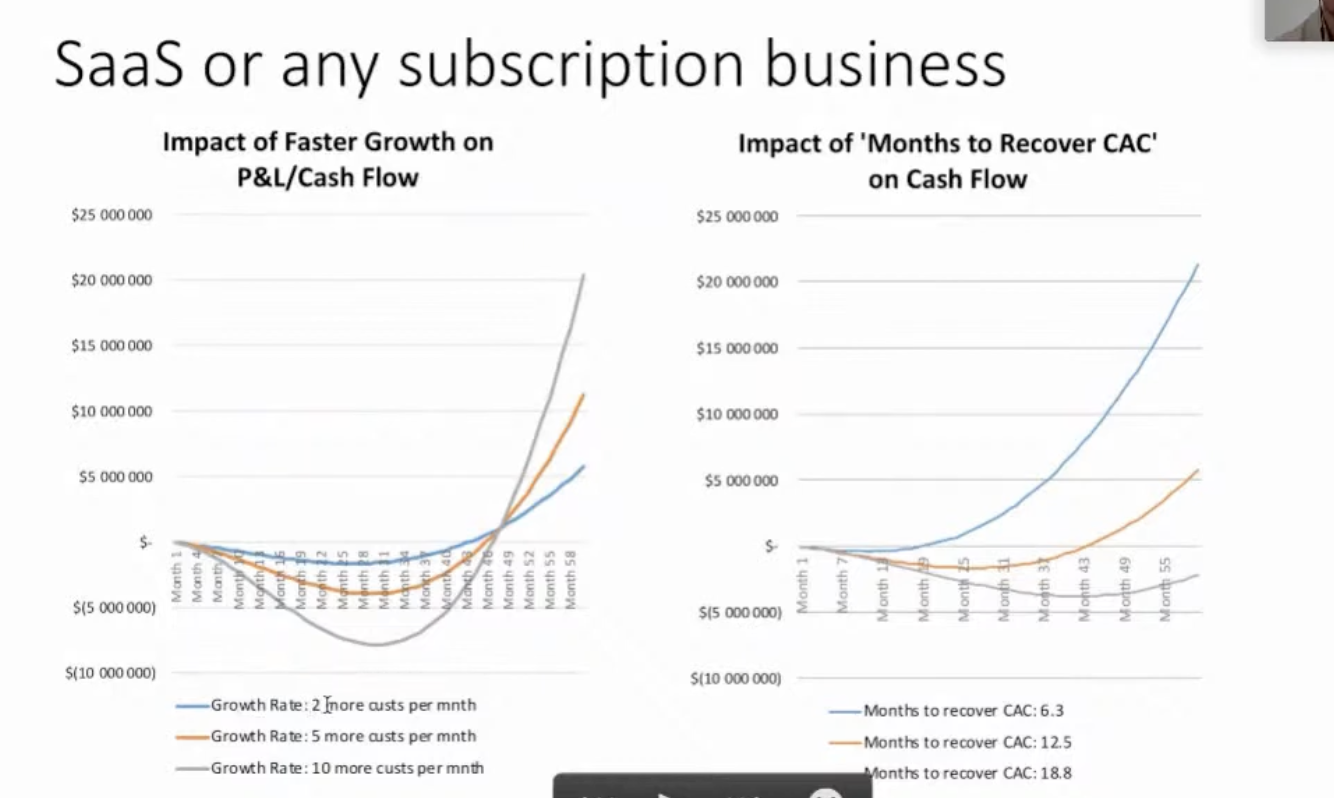 SaaS or any subscription business
Impact of Faster Growth on
P&L/Cash Flow
$25 000 000
$20 000 000
$15 000 000
$10 000 000
$5 000 000
$-
$(5 000 000)
$(10 000 000)
Month 1
Month 4
Month 10
Month 13
Month 16
Month 19
Month 22
Month 25
Month 28
Month 31
Month 34
Month 37
Month 40
Month 43
Month 46
Month 49
Month 52
Month 55
Month 58
Growth Rate: 2 more custs per mnth
Growth Rate: 5 more custs per mnth
Growth Rate: 10 more custs per mnth
Impact of 'Months to Recover CAC'
on Cash Flow
$25 000 000
$20 000 000
$15 000 000
$10 000 000
$5 000 000
$-
$(5 000 000)
$(10 000 000)
Month 1
Month 7
Month 13
Month 19
Month 25
Month 31
Month 37
Month 43
Month 49
Month 55
Months to recover CAC: 6.3
Months to recover CAC: 12.5
Months to recover CAC: 18.8